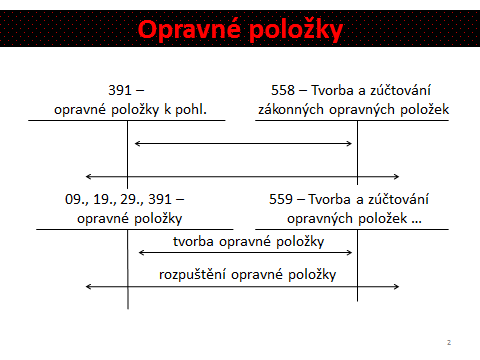 Opravné položky
391 –
opravné položky k pohl.
558 – Tvorba a zúčtování
zákonných opravných položek
09., 19., 29., 391 –
opravné položky
559 – Tvorba a zúčtování
opravných položek ...
tvorba opravné položky
rozpuštění opravné položky
2